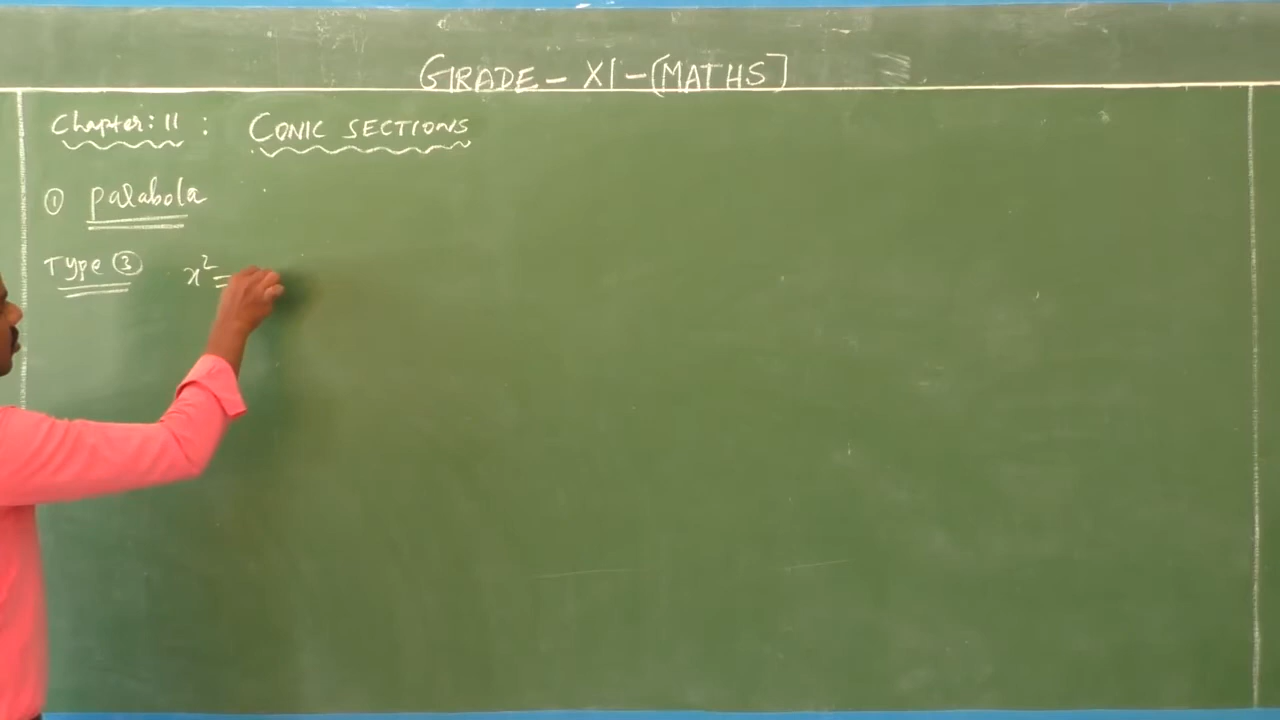 GRADE - XI - [MATHS]
Chapter: 11 : CONIC SECTIONS
① parabola
Type ③ x² =